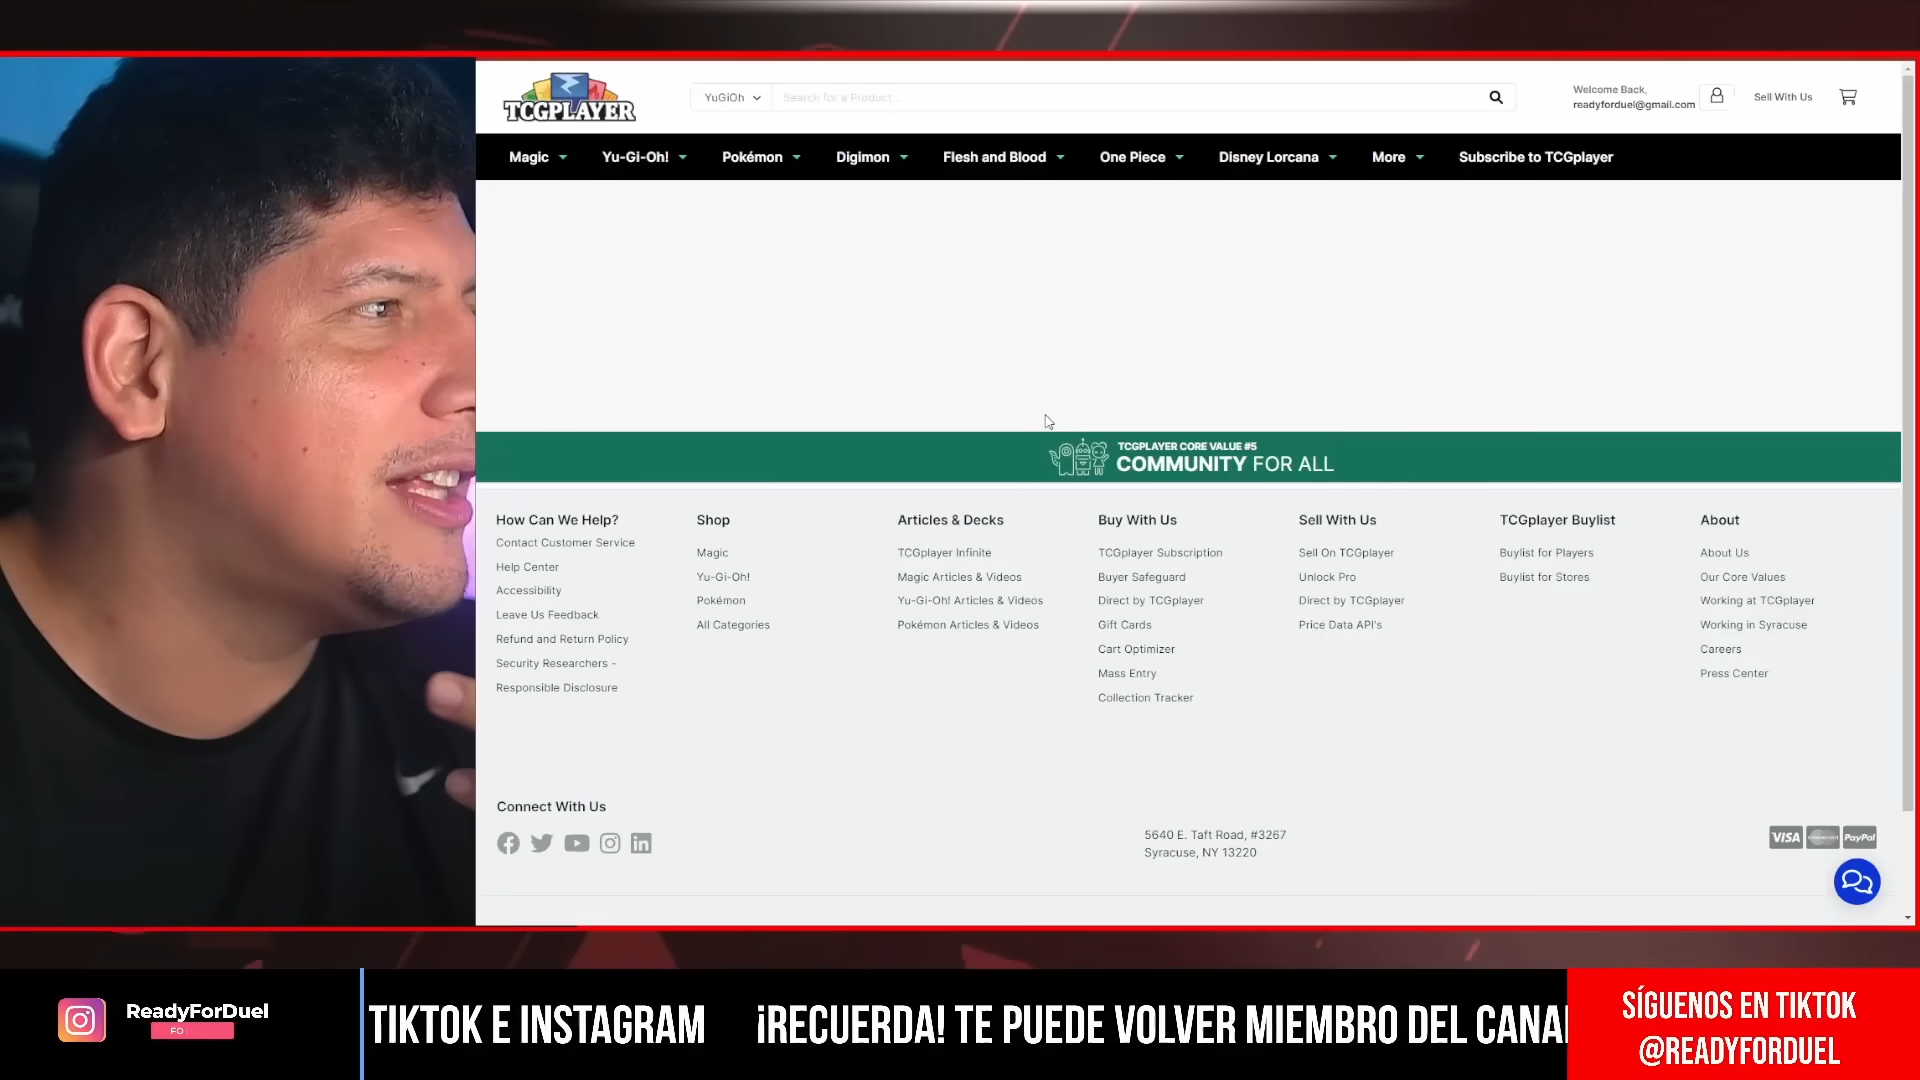 TCGPLAYER
YuGiOh
Search for a Product...
Welcome Back,
readyforduel@gmail.com
Sell With Us
Magic
Yu-Gi-Oh!
Pokémon
Digimon
Flesh and Blood
One Piece
Disney Lorcana
More
Subscribe to TCGplayer
TCGPLAYER CORE VALUE #5
COMMUNITY FOR ALL
How Can We Help?
Contact Customer Service
Help Center
Accessibility
Leave Us Feedback
Refund and Return Policy
Security Researchers -
Responsible Disclosure
Shop
Magic
Yu-Gi-Oh!
Pokémon
All Categories
Articles & Decks
TCGplayer Infinite
Magic Articles & Videos
Yu-Gi-Oh! Articles & Videos
Pokémon Articles & Videos
Buy With Us
TCGplayer Subscription
Buyer Safeguard
Direct by TCGplayer
Gift Cards
Cart Optimizer
Mass Entry
Collection Tracker
Sell With Us
Sell On TCGplayer
Unlock Pro
Direct by TCGplayer
Price Data API's
TCGplayer Buylist
Buylist for Players
Buylist for Stores
About
About Us
Our Core Values
Working at TCGplayer
Working in Syracuse
Careers
Press Center
Connect With Us
5640 E. Taft Road, #3267
Syracuse, NY 13220
VISA
PayPal
ReadyForDuel
FO
TIKTOK E INSTAGRAM
¡RECUERDA! TE PUEDE VOLVER MIEMBRO DEL CANAL
SÍGUENOS EN TIKTOK
@READYFORDUEL